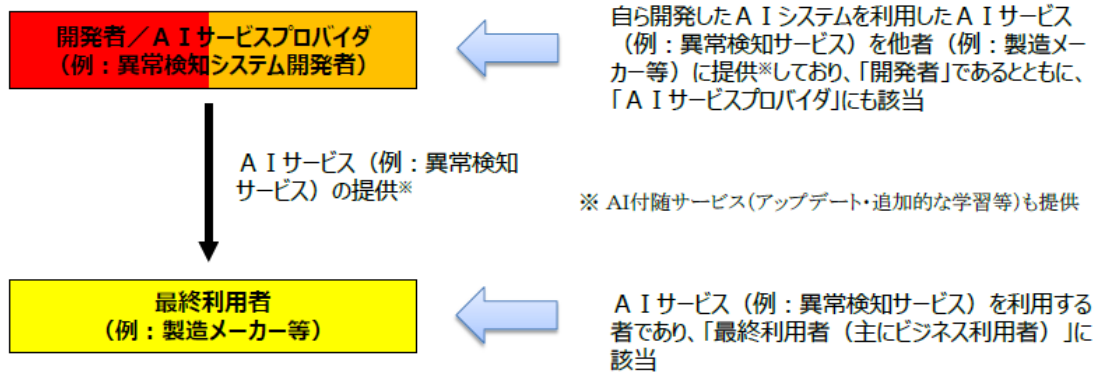 開発者／ＡＩサービスプロバイダ
（例：異常検知システム開発者）
自ら開発したＡＩシステムを利用したＡＩサービス
（例：異常検知サービス）を他者（例：製造メー
カー等）に提供※しており、「開発者」であるとともに、
「ＡＩサービスプロバイダ」にも該当
ＡＩサービス（例：異常検知
サービス）の提供※
※ AI付随サービス（アップデート・追加的な学習等）も提供
最終利用者
（例：製造メーカー等）
ＡＩサービス（例：異常検知サービス）を利用する
者であり、「最終利用者（主にビジネス利用者）」に
該当